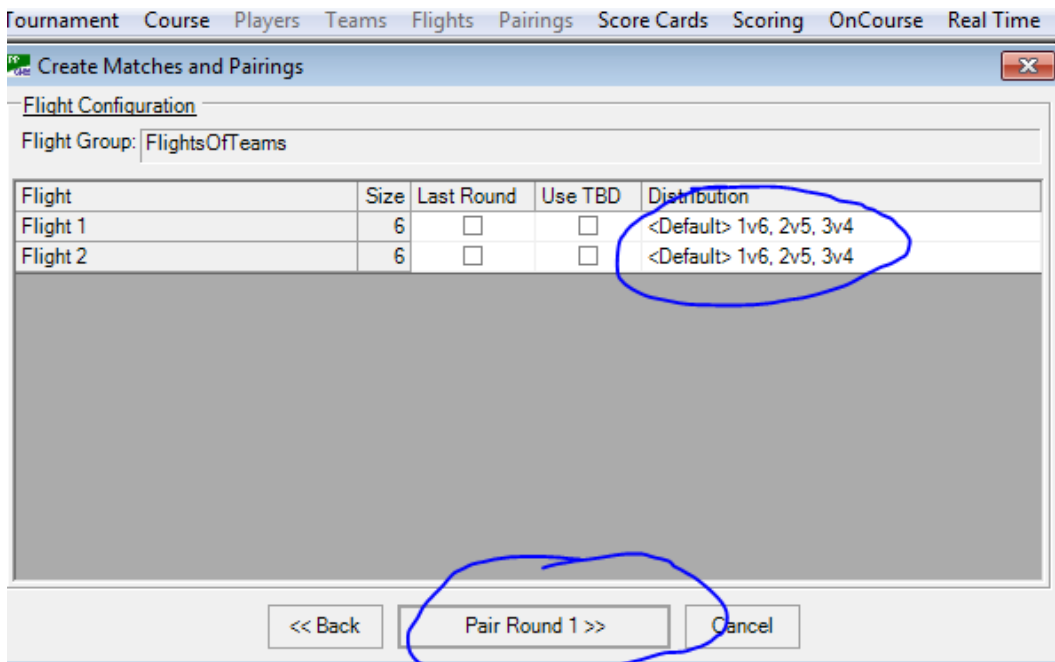 Tournament Course Players Teams Flights Pairings Score Cards Scoring OnCourse Real Time
Create Matches and Pairings
Flight Configuration
Flight Group: FlightsOfTeams
Flight Size Last Round Use TBD Distribution
Flight 1 6 <Default> 1v6, 2v5, 3v4
Flight 2 6 <Default> 1v6, 2v5, 3v4
<< Back Pair Round 1 >> Cancel